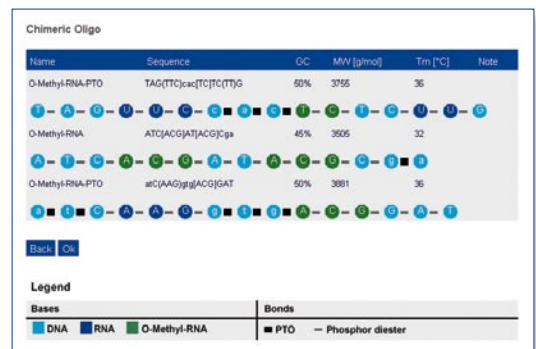 Chimeric Oligo
Name Sequence GC MW [g/mol] Tm [°C] Note
O-Methyl-RNA-PTO TAG(TTC)cac[TC]TC(TT)G 50% 3755 36
T – A – G – U – U – C – c ■ a ■ c ■ T – C – T – C – U – U – G
O-Methyl-RNA ATC[ACG]AT[ACG]Cga 45% 3505 32
A – T – C – A – C – G – A – T – A – C – G – C – g ■ a
O-Methyl-RNA-PTO atC(AAG)gtg[ACG]GAT 50% 3881 36
a ■ t ■ C – A – A – G – g ■ t ■ g ■ A – C – G – G – A – T
Back Ok
Legend
Bases Bonds
DNA RNA O-Methyl-RNA ■ PTO – Phosphor diester